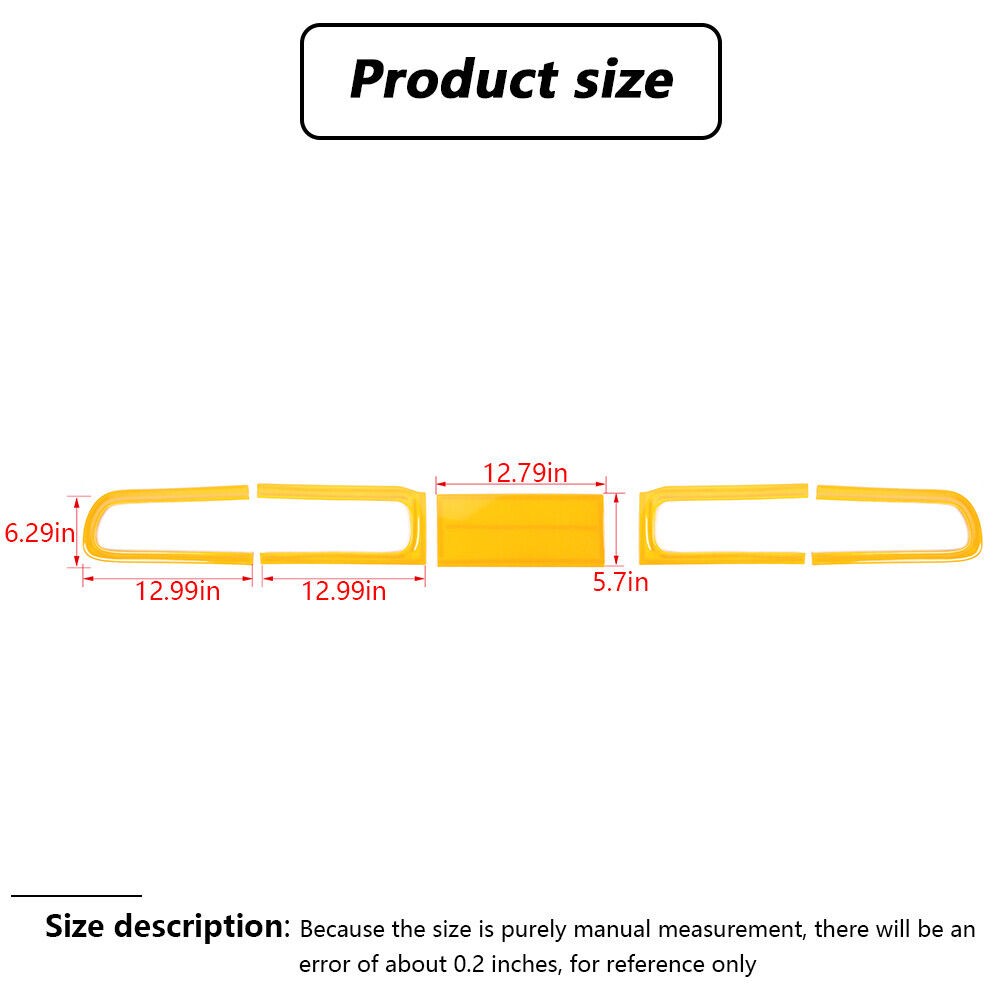 Product size
12.79in
6.29in
12.99in
12.99in
5.7in
Size description: Because the size is purely manual measurement, there will be an
error of about 0.2 inches, for reference only